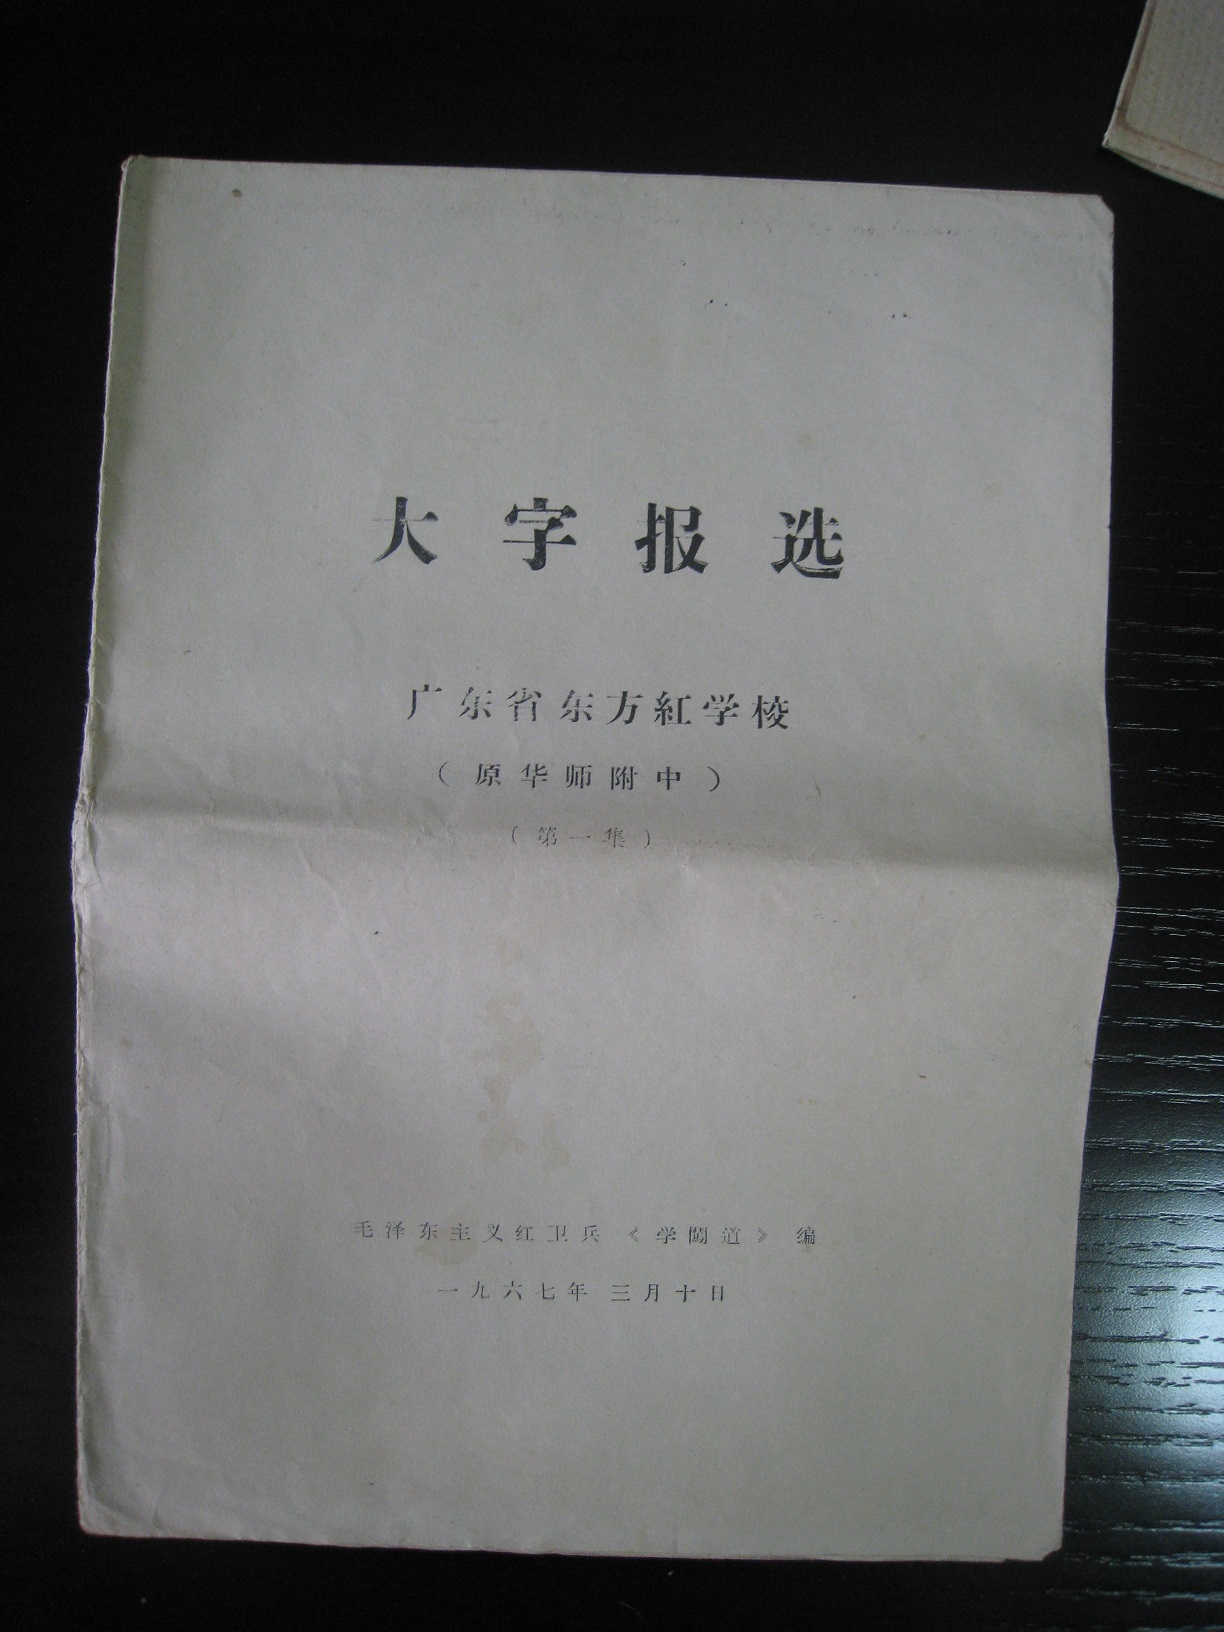 大字报选
广东省东方紅学校
（原华师附中）
（第一集）
毛泽东主义红卫兵《学闖道》编
一九六七年三月十日